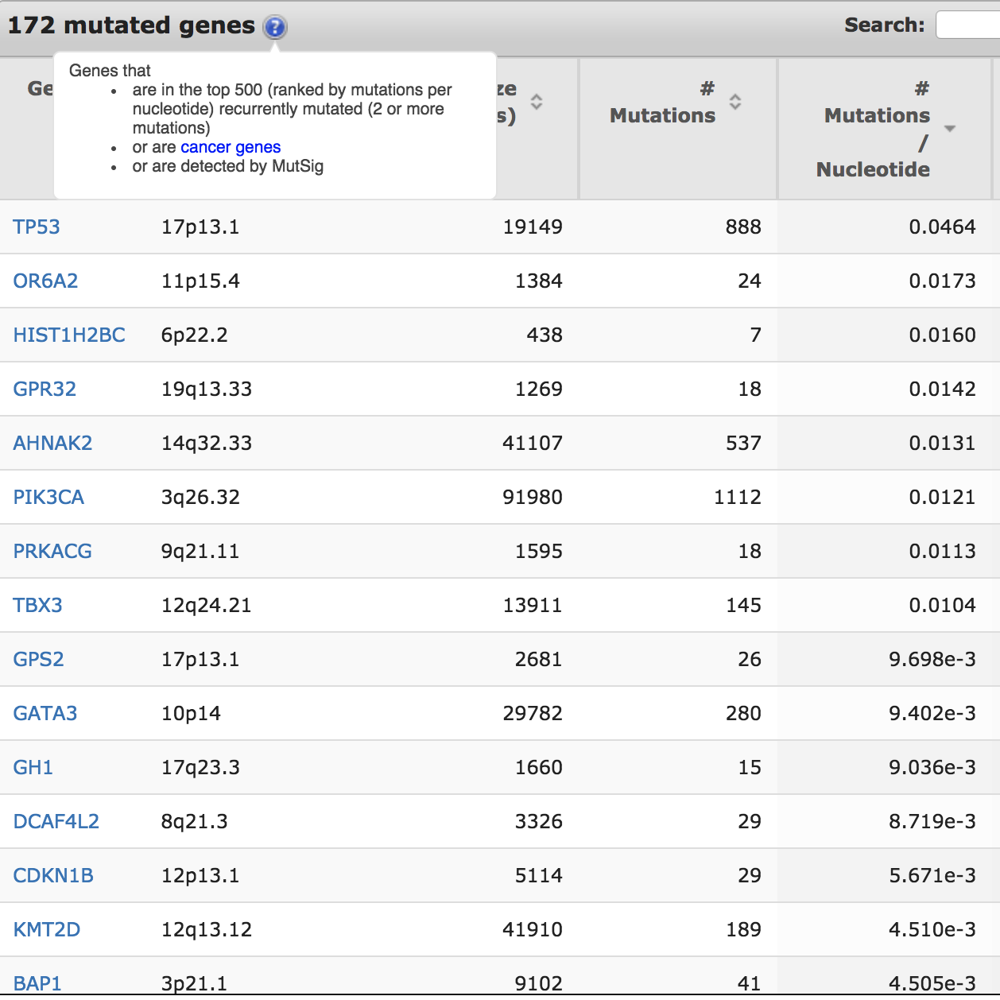 172 mutated genes ?
Search:
Genes that
• are in the top 500 (ranked by mutations per
nucleotide) recurrently mutated (2 or more
mutations)
• or are cancer genes
• or are detected by MutSig
Ge
ze
s)
#
Mutations
#
Mutations
/
Nucleotide
TP53 17p13.1 19149 888 0.0464
OR6A2 11p15.4 1384 24 0.0173
HIST1H2BC 6p22.2 438 7 0.0160
GPR32 19q13.33 1269 18 0.0142
AHNAK2 14q32.33 41107 537 0.0131
PIK3CA 3q26.32 91980 1112 0.0121
PRKACG 9q21.11 1595 18 0.0113
TBX3 12q24.21 13911 145 0.0104
GPS2 17p13.1 2681 26 9.698e-3
GATA3 10p14 29782 280 9.402e-3
GH1 17q23.3 1660 15 9.036e-3
DCAF4L2 8q21.3 3326 29 8.719e-3
CDKN1B 12p13.1 5114 29 5.671e-3
KMT2D 12q13.12 41910 189 4.510e-3
BAP1 3p21.1 9102 41 4.505e-3